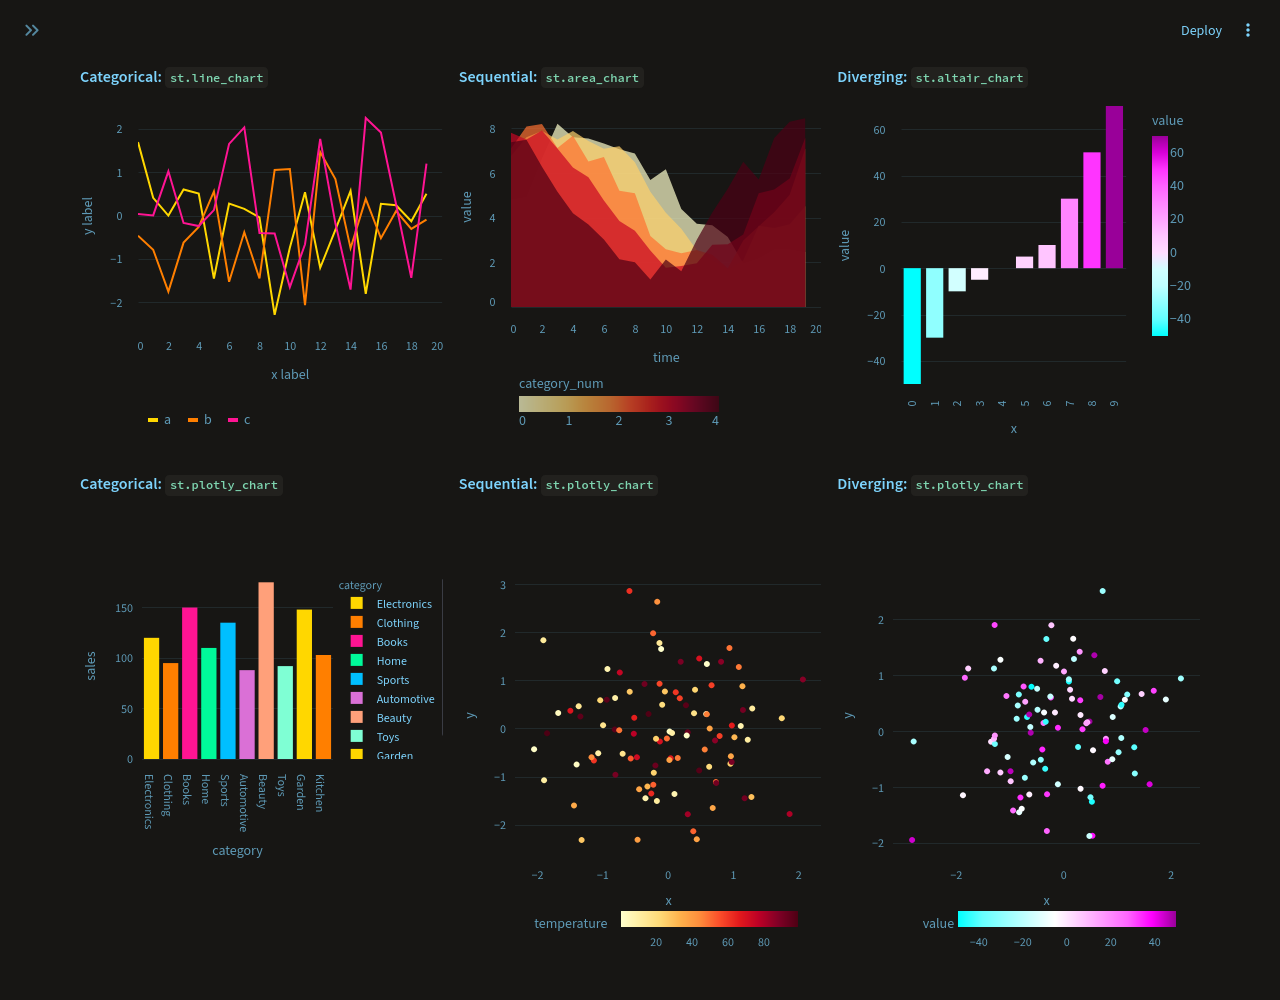 Deploy
Categorical: st.line_chart
2
1
0
−1
−2
y label
0 2 4 6 8 10 12 14 16 18 20
x label
a b c
Sequential: st.area_chart
8
6
4
2
0
value
0 2 4 6 8 10 12 14 16 18 20
time
category_num
0 1 2 3 4
Diverging: st.altair_chart
60
40
20
0
−20
−40
value
0 1 2 3 4 5 6 7 8 9
x
value
60
40
20
0
−20
−40
Categorical: st.plotly_chart
150
100
50
0
sales
Electronics Clothing Books Home Sports Automotive Beauty Toys Garden Kitchen
category
category
Electronics
Clothing
Books
Home
Sports
Automotive
Beauty
Toys
Garden
Sequential: st.plotly_chart
3
2
1
0
−1
−2
y
−2 −1 0 1 2
x
temperature
20 40 60 80
Diverging: st.plotly_chart
2
1
0
−1
−2
y
−2 0 2
x
value
−40 −20 0 20 40